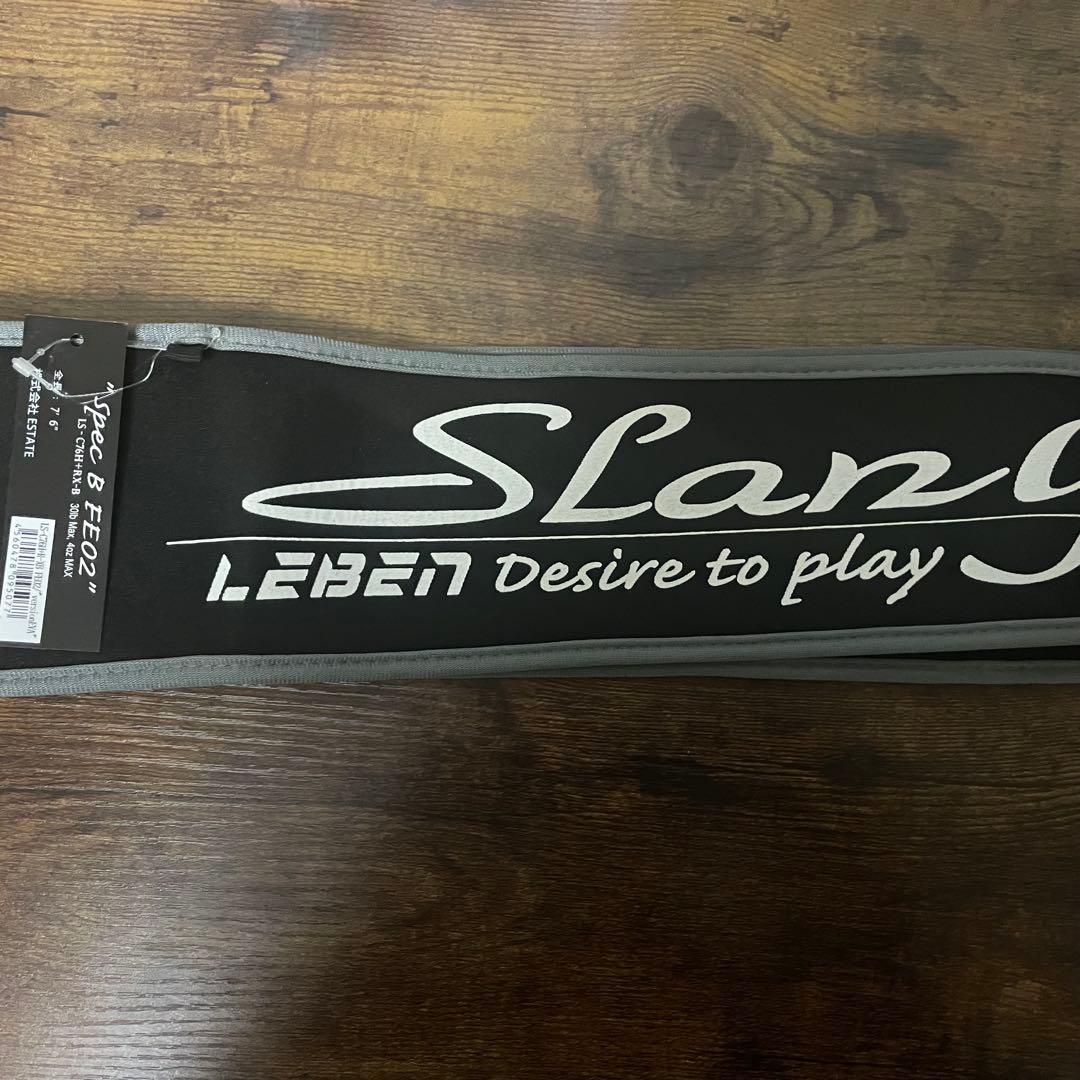 "Spec B FE02"
LS-C76H+RX-B 30lb Max, 4oz MAX
全長: 7' 6"
株式会社 ESTATE
SLang
LEBEN Desire to play